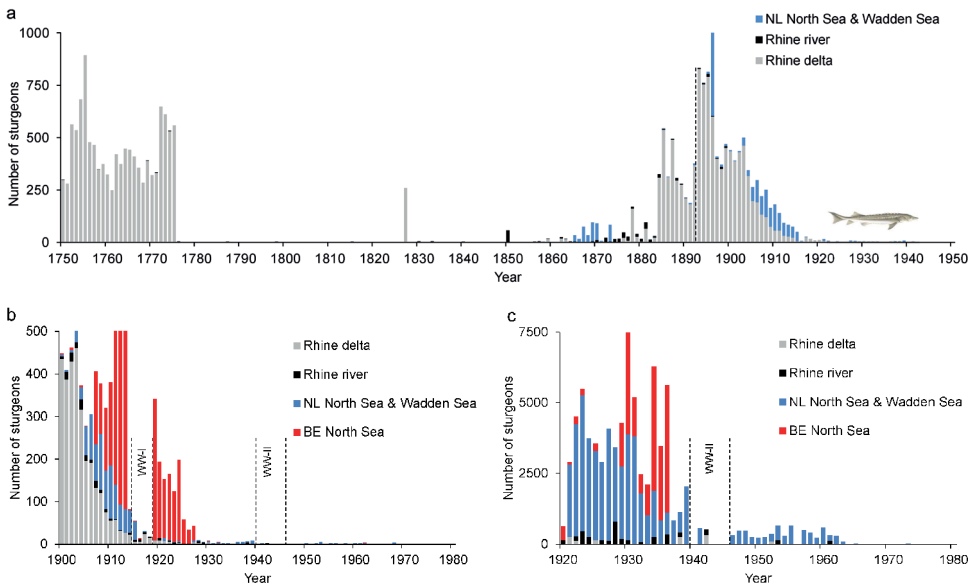 a
NL North Sea & Wadden Sea
Rhine river
Rhine delta
Number of sturgeons
1000
750
500
250
0
1750 1760 1770 1780 1790 1800 1810 1820 1830 1840 1850 1860 1870 1880 1890 1900 1910 1920 1930 1940 1950
Year
b
Rhine delta
Rhine river
NL North Sea & Wadden Sea
BE North Sea
Number of sturgeons
500
400
300
200
100
0
WW-I
WW-II
1900 1910 1920 1930 1940 1950 1960 1970 1980
Year
c
Rhine delta
Rhine river
NL North Sea & Wadden Sea
BE North Sea
Number of sturgeons
7500
5000
2500
0
WW-II
1920 1930 1940 1950 1960 1970 1980
Year